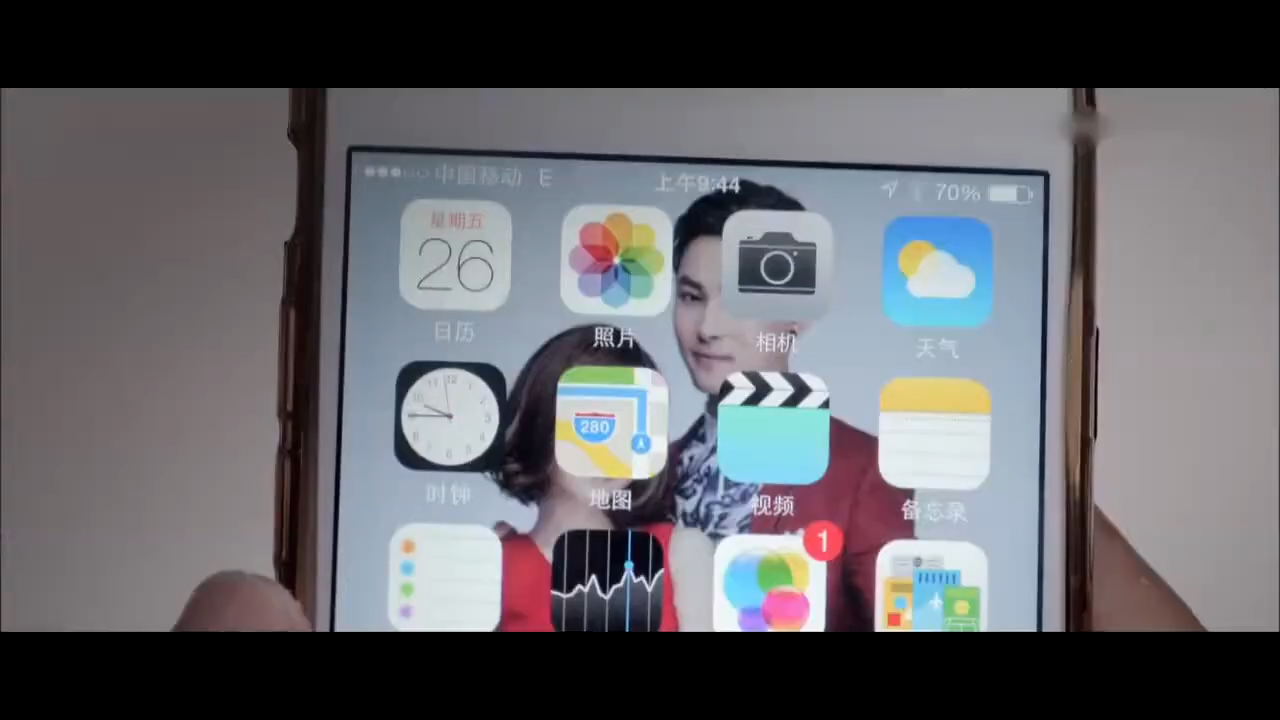 中国移动 E 上午9:44 70%
星期五
26
日历 照片 相机 天气
12
280
时钟 地图 视频 备忘录
1